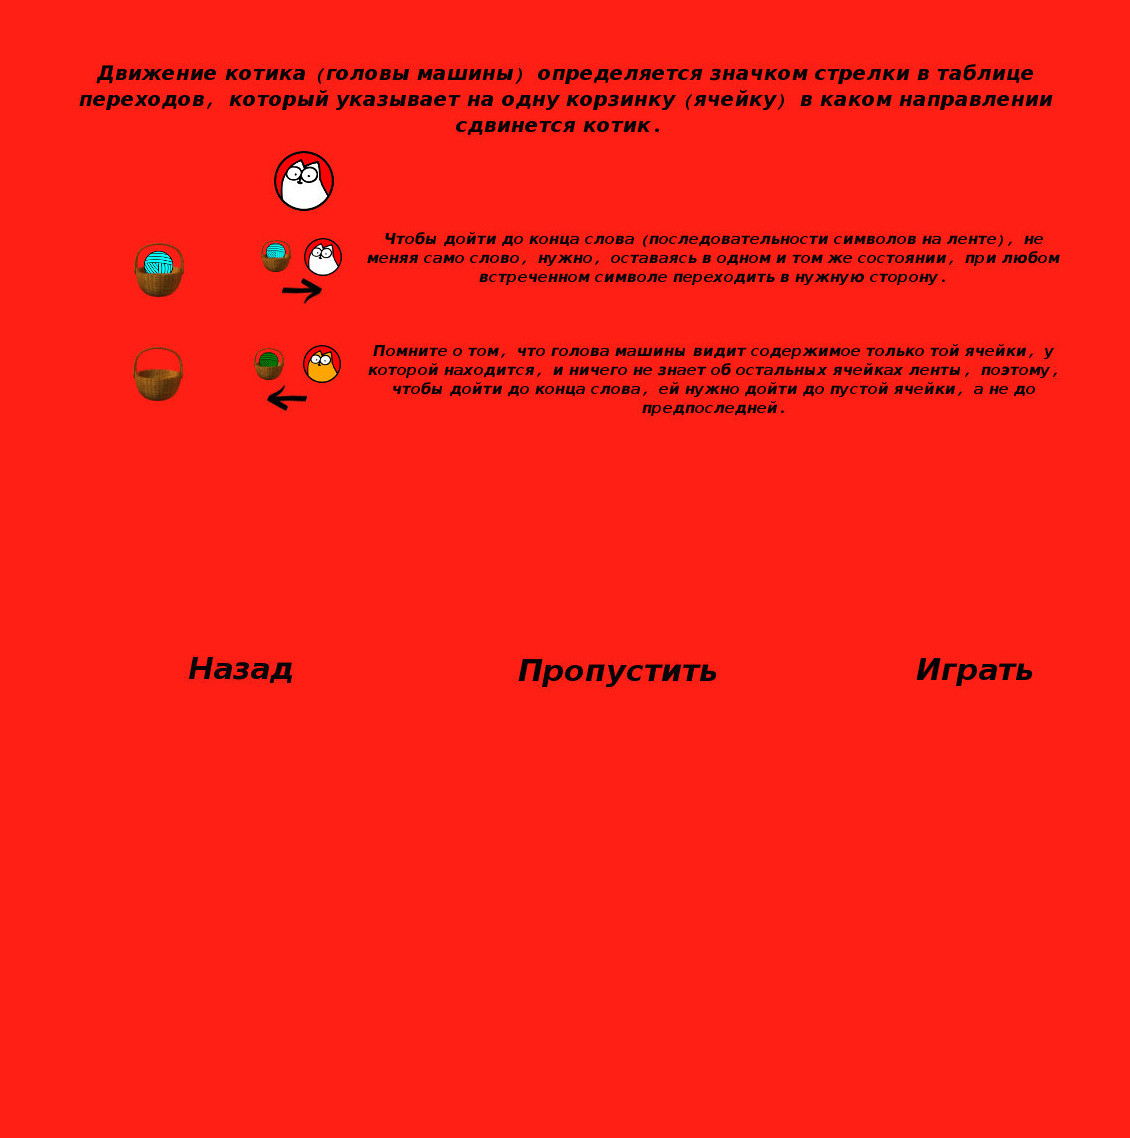 Движение котика (головы машины) определяется значком стрелки в таблице
переходов, который указывает на одну корзинку (ячейку) в каком направлении
сдвинется котик.
Чтобы дойти до конца слова (последовательности символов на ленте), не
меняя само слово, нужно, оставаясь в одном и том же состоянии, при любом
встреченном символе переходить в нужную сторону.
Помните о том, что голова машины видит содержимое только той ячейки, у
которой находится, и ничего не знает об остальных ячейках ленты, поэтому,
чтобы дойти до конца слова, ей нужно дойти до пустой ячейки, а не до
предпоследней.
Назад
Пропустить
Играть